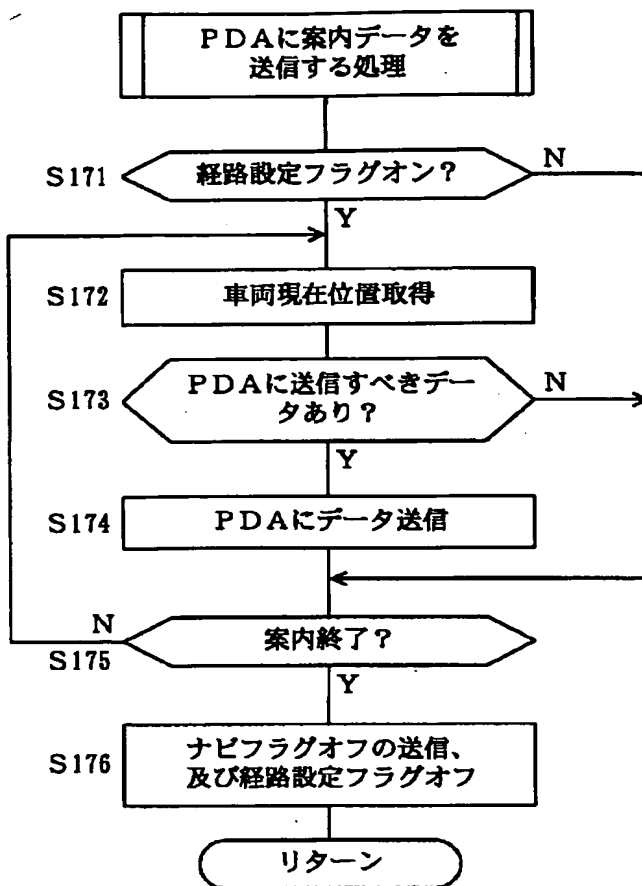 PDAに案内データを
送信する処理
S171
経路設定フラグオン?
N
Y
S172
車両現在位置取得
S173
PDAに送信すべきデー
タあり?
N
Y
S174
PDAにデータ送信
N
S175
案内終了?
Y
S176
ナビフラグオフの送信、
及び経路設定フラグオフ
リターン